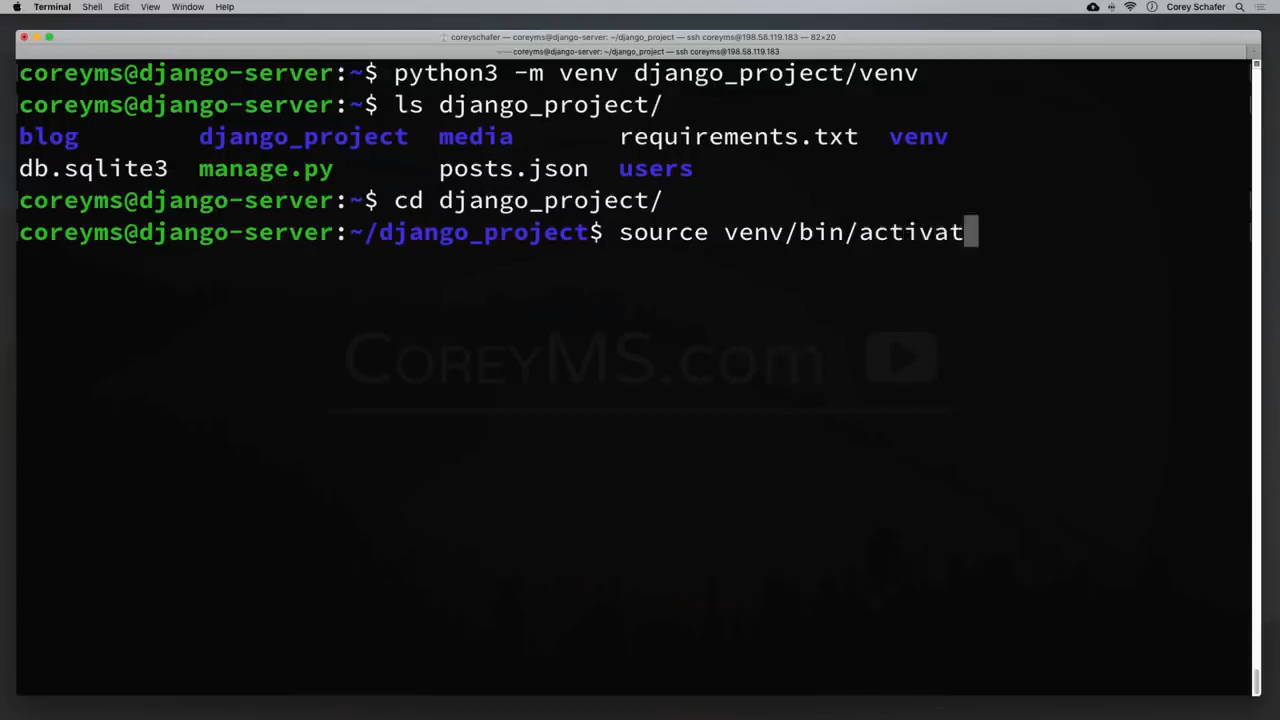 Terminal Shell Edit View Window Help Corey Schafer
coreyschafer — coreyms@django-server: ~/django_project — ssh coreyms@198.58.119.183 — 82×20
coreyms@django-server: ~/django_project — ssh coreyms@198.58.119.183
coreyms@django-server:~$ python3 -m venv django_project/venv
coreyms@django-server:~$ ls django_project/
blog django_project media requirements.txt venv
db.sqlite3 manage.py posts.json users
coreyms@django-server:~$ cd django_project/
coreyms@django-server:~/django_project$ source venv/bin/activat
CoreyMS.com